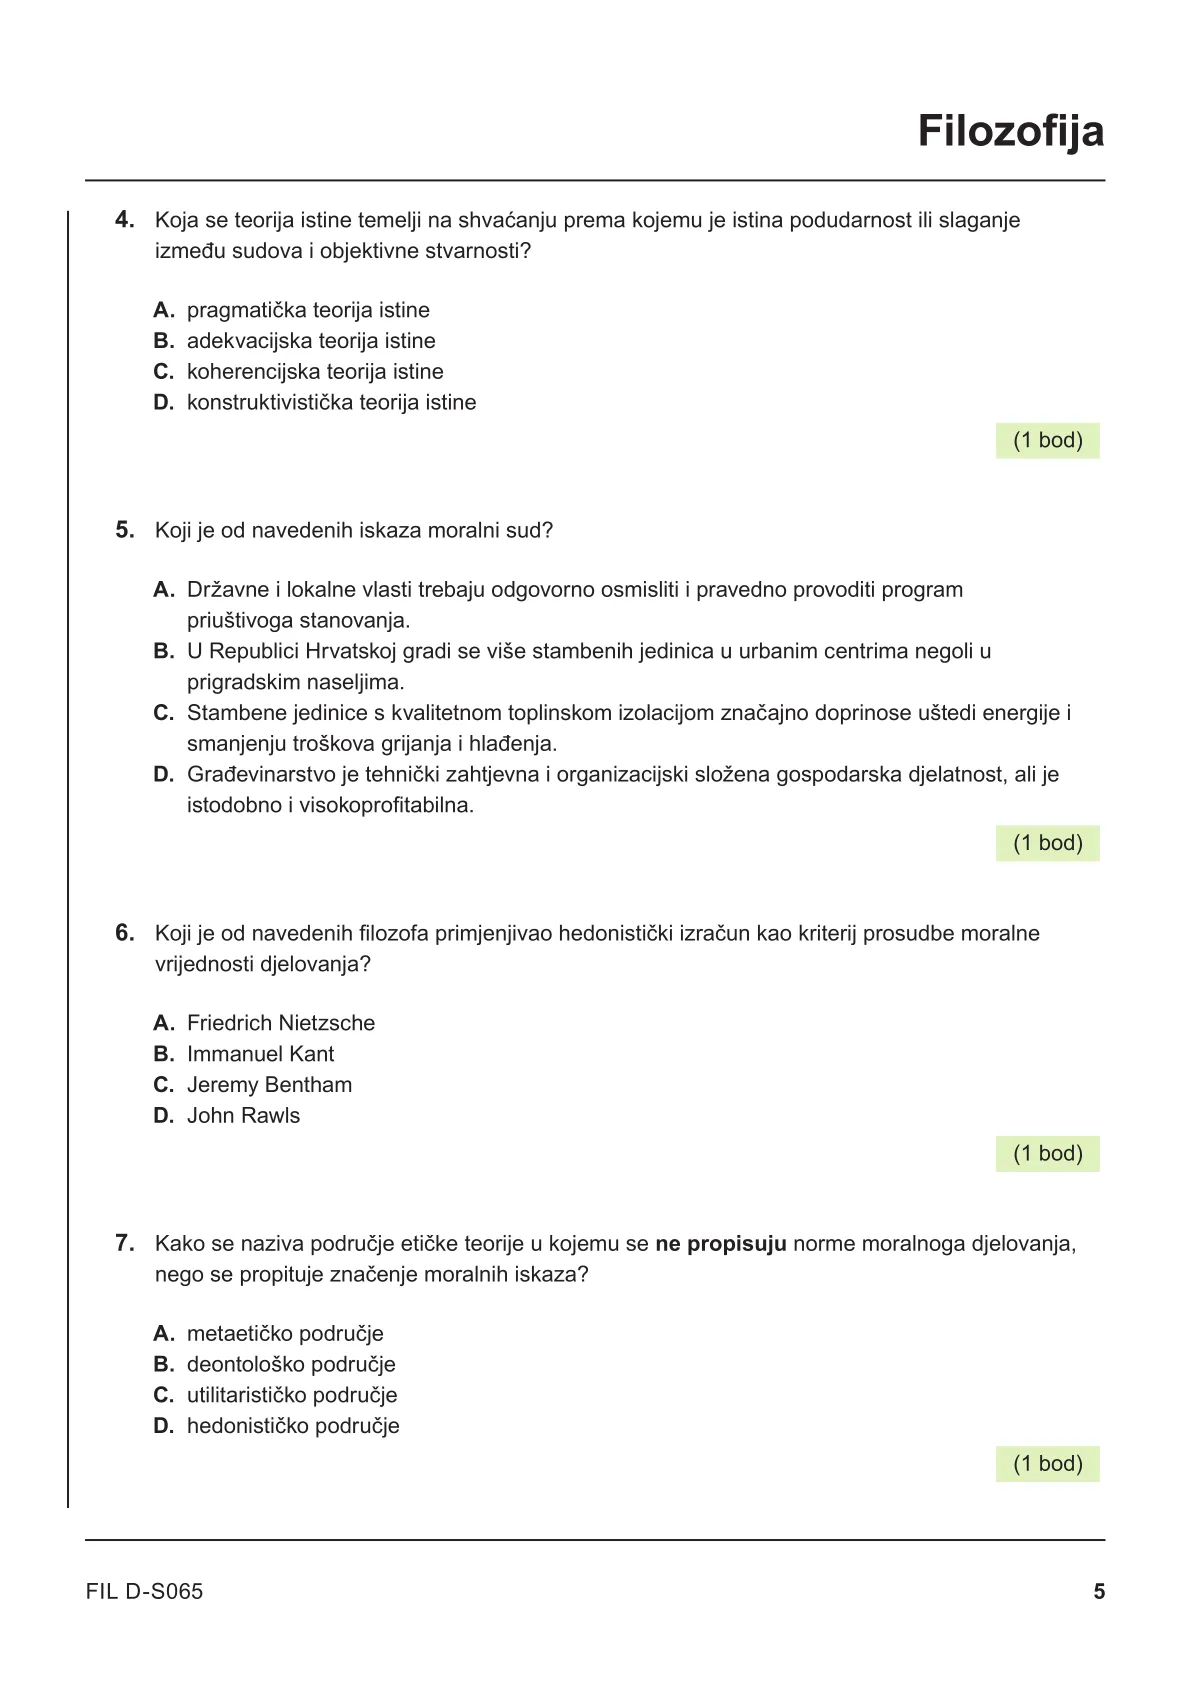 Filozofija
4. Koja se teorija istine temelji na shvaćanju prema kojemu je istina podudarnost ili slaganje
između sudova i objektivne stvarnosti?
A. pragmatička teorija istine
B. adekvacijska teorija istine
C. koherencijska teorija istine
D. konstruktivistička teorija istine
(1 bod)
5. Koji je od navedenih iskaza moralni sud?
A. Državne i lokalne vlasti trebaju odgovorno osmisliti i pravedno provoditi program
priuštivoga stanovanja.
B. U Republici Hrvatskoj gradi se više stambenih jedinica u urbanim centrima negoli u
prigradskim naseljima.
C. Stambene jedinice s kvalitetnom toplinskom izolacijom značajno doprinose uštedi energije i
smanjenju troškova grijanja i hlađenja.
D. Građevinarstvo je tehnički zahtjevna i organizacijski složena gospodarska djelatnost, ali je
istodobno i visokoprofitabilna.
(1 bod)
6. Koji je od navedenih filozofa primjenjivao hedonistički izračun kao kriterij prosudbe moralne
vrijednosti djelovanja?
A. Friedrich Nietzsche
B. Immanuel Kant
C. Jeremy Bentham
D. John Rawls
(1 bod)
7. Kako se naziva područje etičke teorije u kojemu se ne propisuju norme moralnoga djelovanja,
nego se propituje značenje moralnih iskaza?
A. metaetičko područje
B. deontološko područje
C. utilitarističko područje
D. hedonističko područje
(1 bod)
FIL D-S065
5